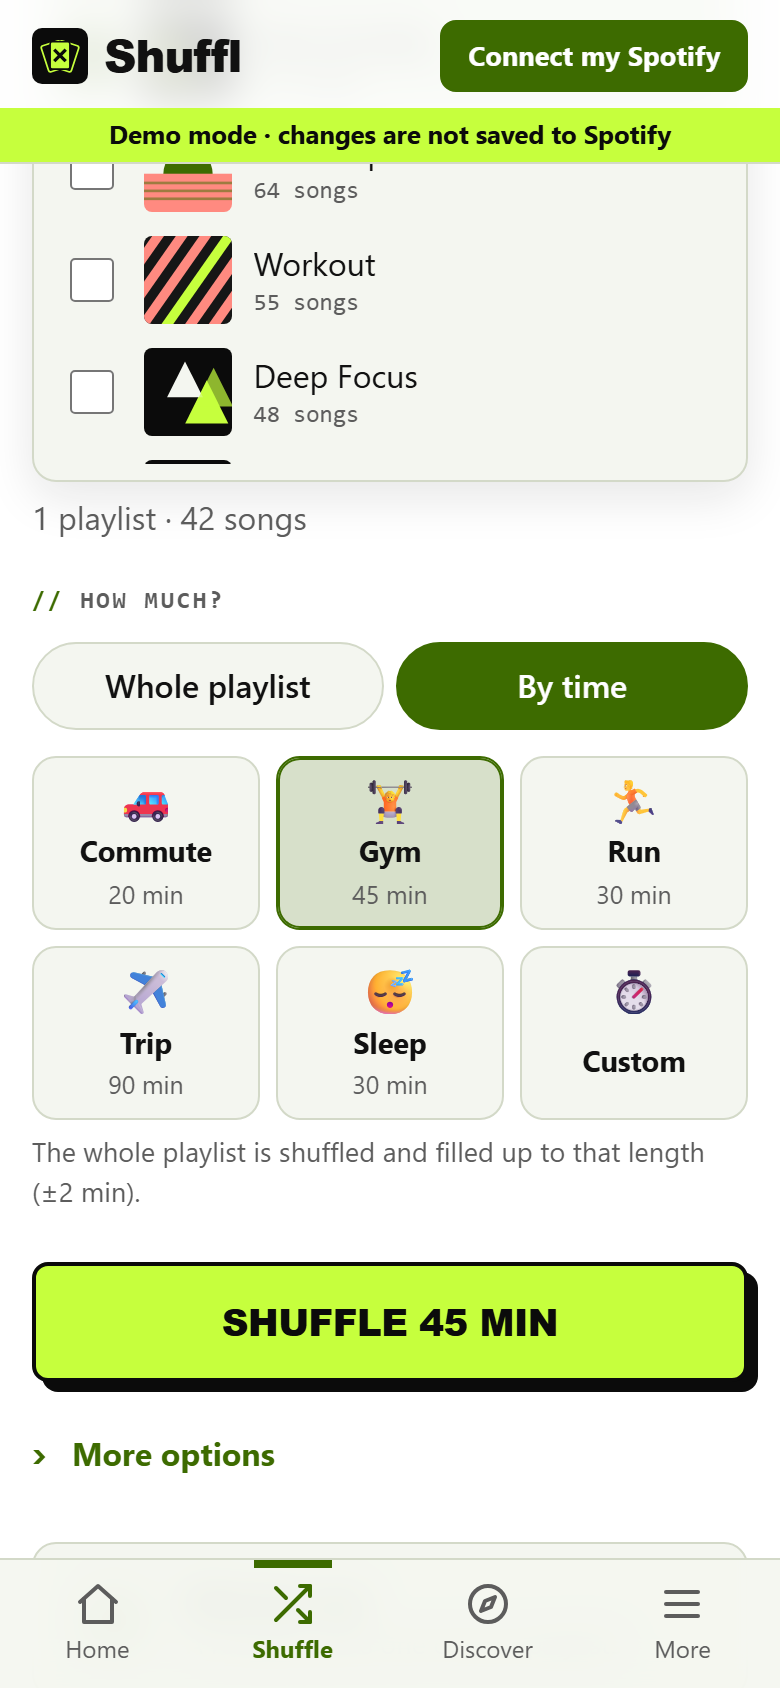 Shuffl
Connect my Spotify
Demo mode · changes are not saved to Spotify
64 songs
Workout
55 songs
Deep Focus
48 songs
1 playlist · 42 songs
// HOW MUCH?
Whole playlist
By time
Commute
20 min
Gym
45 min
Run
30 min
Trip
90 min
Sleep
30 min
Custom
The whole playlist is shuffled and filled up to that length
(±2 min).
SHUFFLE 45 MIN
› More options
Home
Shuffle
Discover
More